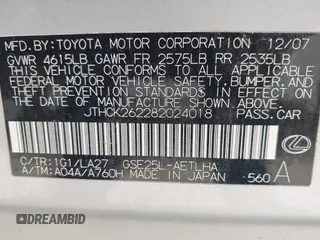 MFD.BY:TOYOTA MOTOR CORPORATION 12/07
GVWR 4615LB GAWR FR 2575LB RR 2535LB
THIS VEHICLE CONFORMS TO ALL APPLICABLE
FEDERAL MOTOR VEHICLE SAFETY, BUMPER, AND
THEFT PREVENTION STANDARDS IN EFFECT ON
THE DATE OF MANUFACTURE SHOWN ABOVE.
JTHCK262282024018 PASS.CAR
C/TR:1G1/LA27 GSE25L-AETLHA
A/TM:A04A/A760H MADE IN JAPAN 560 A
DREAMBID